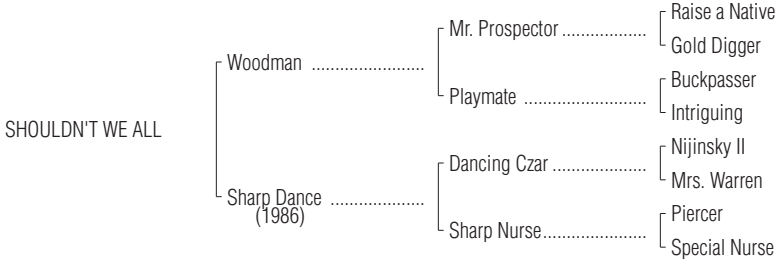 Raise a Native
Mr. Prospector ..................
Gold Digger
Woodman ........................
Buckpasser
Playmate ..........................
Intriguing
SHOULDN'T WE ALL
Nijinsky II
Dancing Czar ....................
Mrs. Warren
Sharp Dance ....................
(1986)
Piercer
Sharp Nurse......................
Special Nurse